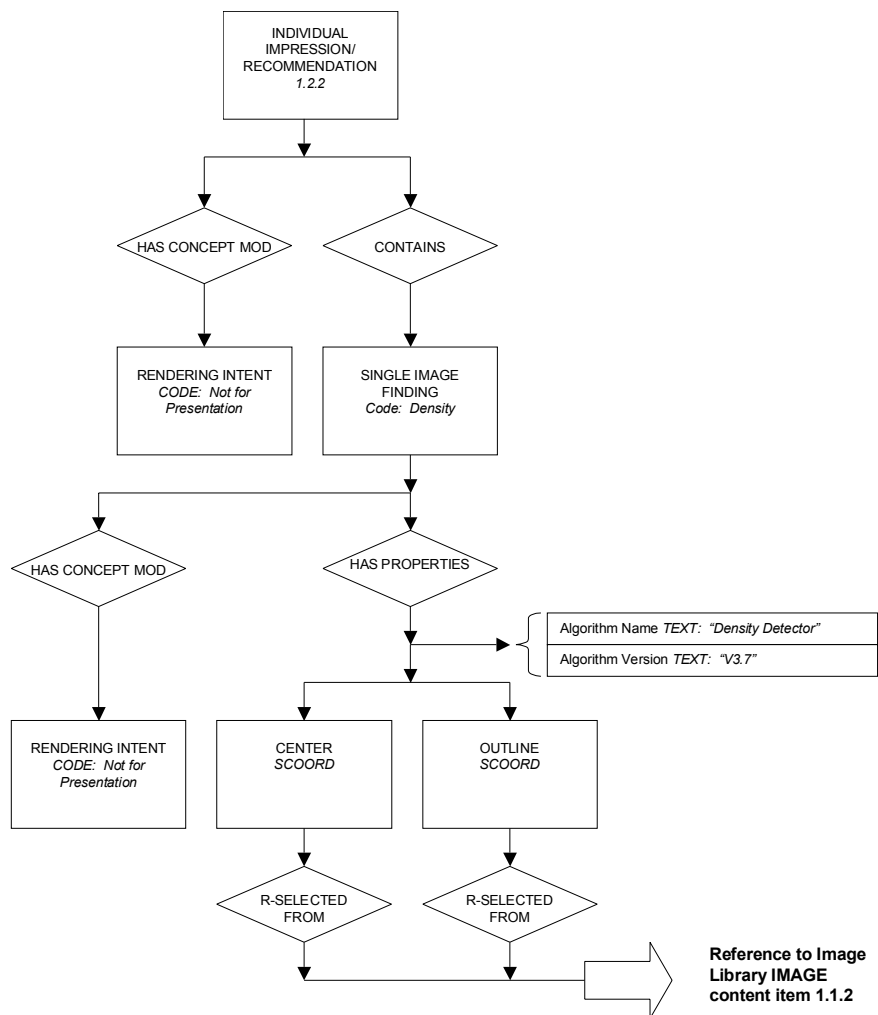 INDIVIDUAL
IMPRESSION/
RECOMMENDATION
1.2.2
HAS CONCEPT MOD
CONTAINS
RENDERING INTENT
CODE: Not for
Presentation
SINGLE IMAGE
FINDING
Code: Density
HAS CONCEPT MOD
HAS PROPERTIES
Algorithm Name TEXT: “Density Detector”
Algorithm Version TEXT: “V3.7”
RENDERING INTENT
CODE: Not for
Presentation
CENTER
SCOORD
OUTLINE
SCOORD
R-SELECTED
FROM
R-SELECTED
FROM
Reference to Image
Library IMAGE
content item 1.1.2